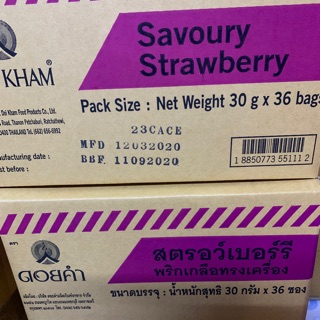 KHAM®
Savoury
Strawberry
Doi Kham Food Products Co., Ltd.
Pack Size : Net Weight 30 g x 36 bags
23CACE
MFD 12032020
BBF. 11092020
1 8850773 55111 2
ดอยคำ
สตรอว์เบอร์รี
พริกเกลือทรงเครื่อง
ขนาดบรรจุ : น้ำหนักสุทธิ 30 กรัม x 36 ซอง